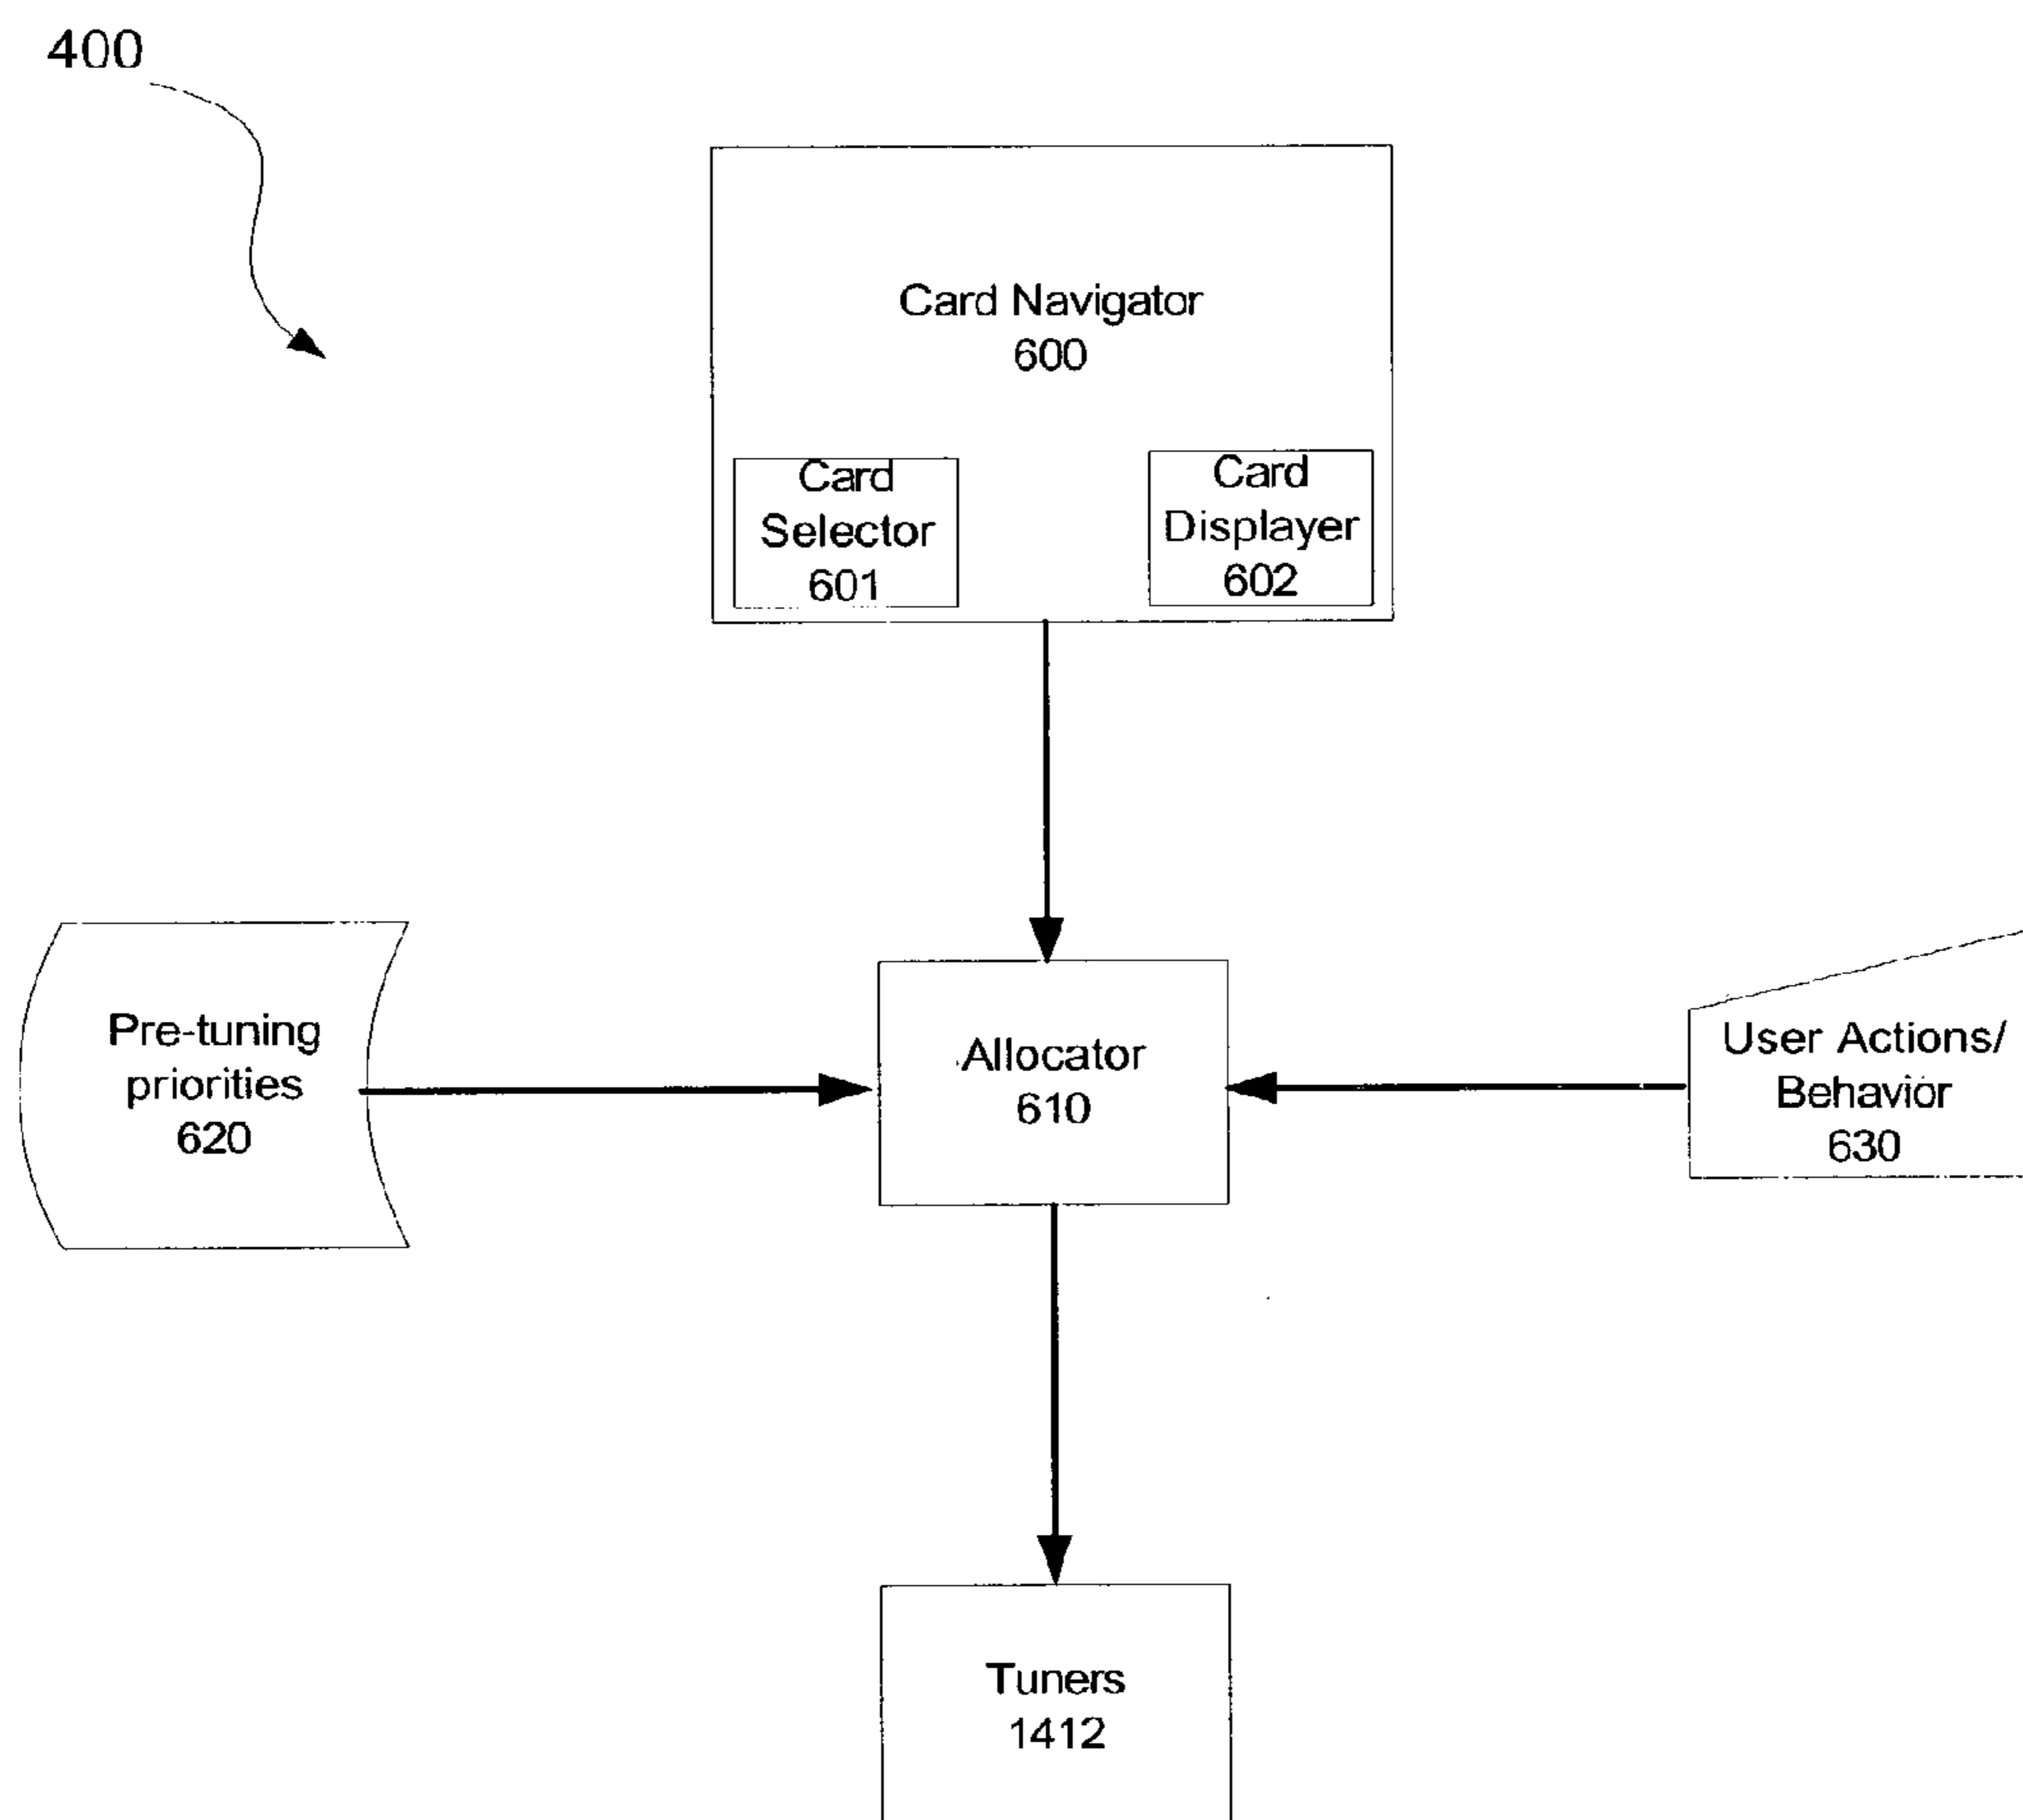 400
Card Navigator
600
Card
Selector
601
Card
Displayer
602
Pre-tuning
priorities
620
Allocator
610
User Actions/
Behavior
630
Tuners
1412